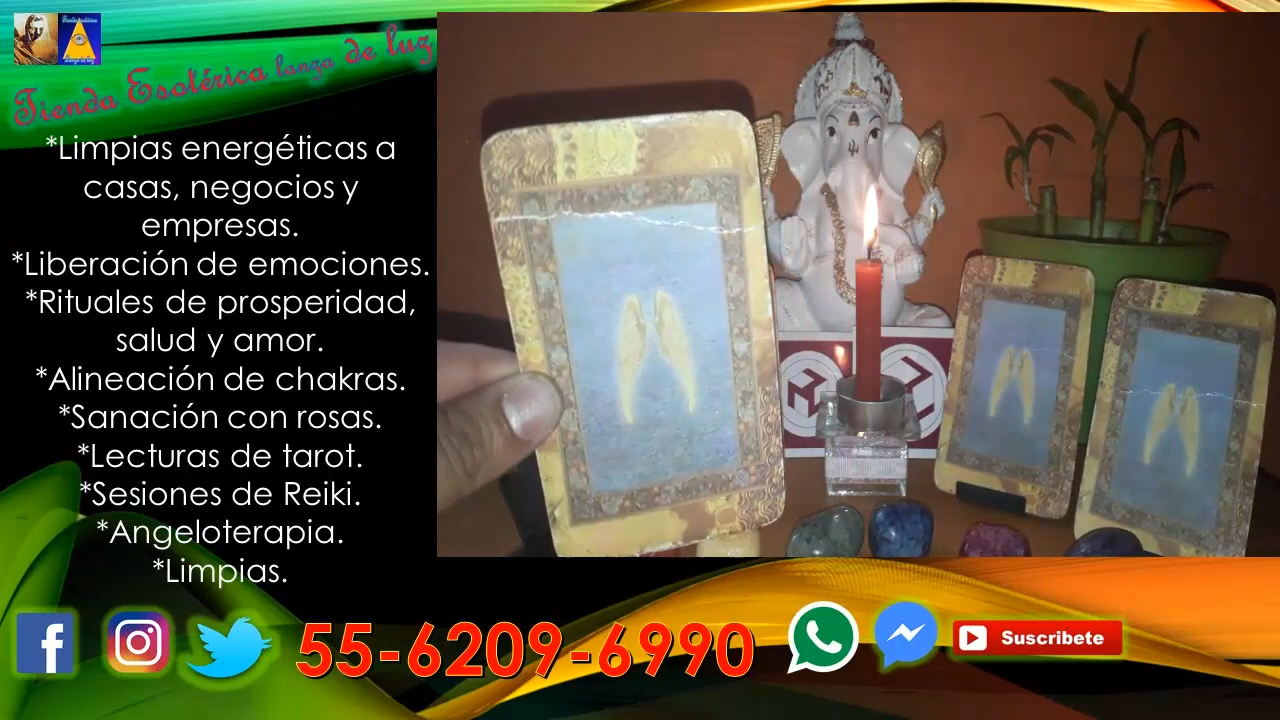 Tienda Esotérica lanza de luz
*Limpias energéticas a
casas, negocios y
empresas.
*Liberación de emociones.
*Rituales de prosperidad,
salud y amor.
*Alineación de chakras.
*Sanación con rosas.
*Lecturas de tarot.
*Sesiones de Reiki.
*Angeloterapia.
*Limpias.
55-6209-6990
Suscribete